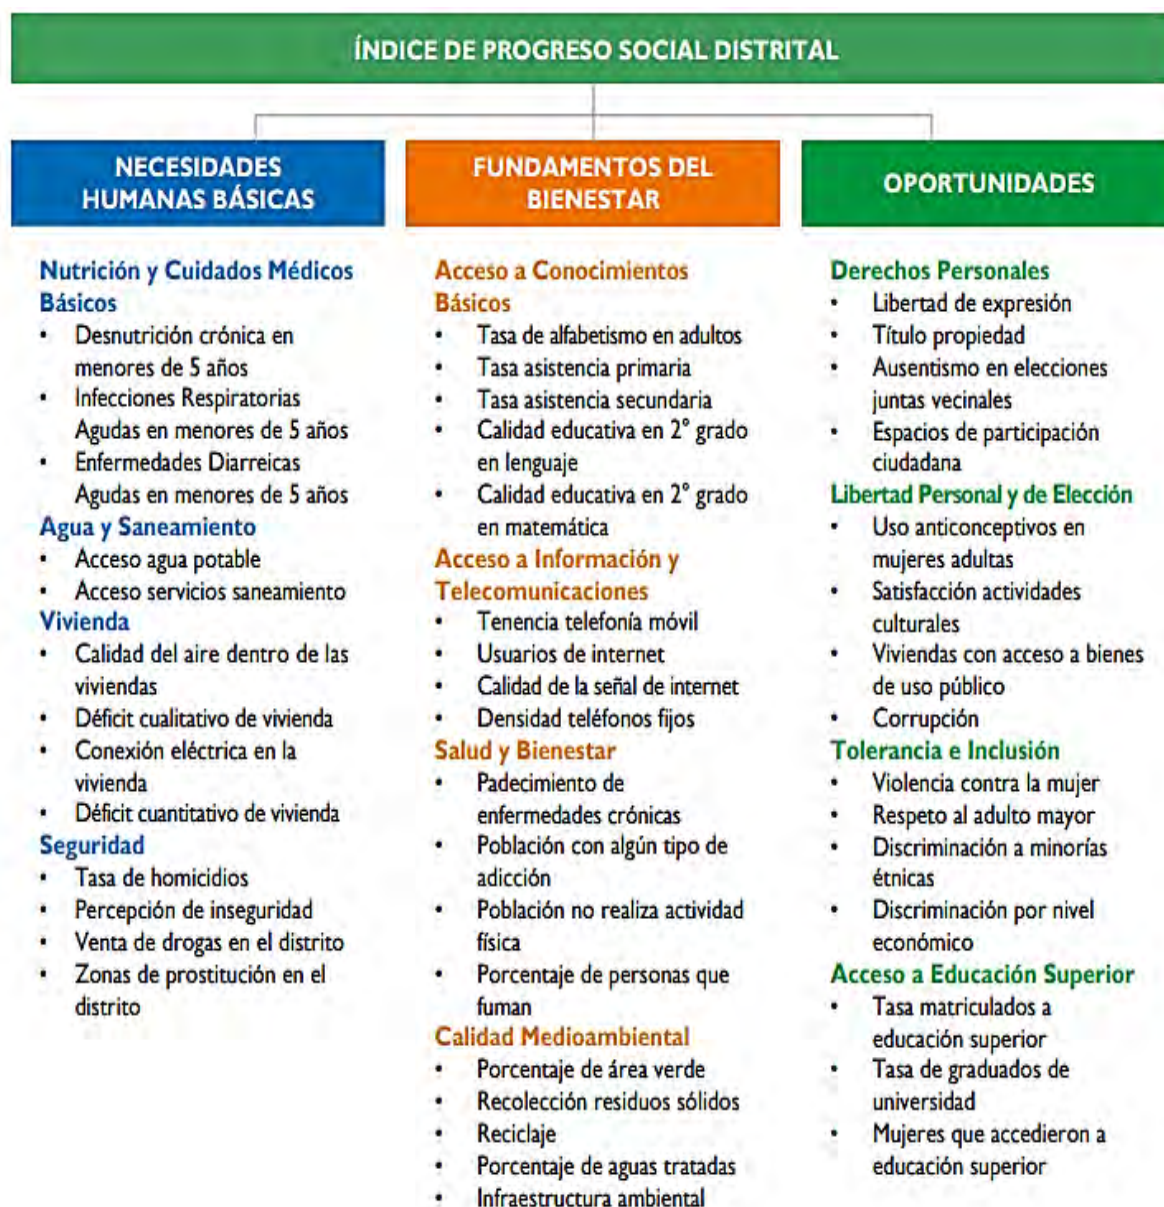 ÍNDICE DE PROGRESO SOCIAL DISTRITAL
NECESIDADES
HUMANAS BÁSICAS
Nutrición y Cuidados Médicos
Básicos
• Desnutrición crónica en
menores de 5 años
• Infecciones Respiratorias
Agudas en menores de 5 años
• Enfermedades Diarreicas
Agudas en menores de 5 años
Agua y Saneamiento
• Acceso agua potable
• Acceso servicios saneamiento
Vivienda
• Calidad del aire dentro de las
viviendas
• Déficit cualitativo de vivienda
• Conexión eléctrica en la
vivienda
• Déficit cuantitativo de vivienda
Seguridad
• Tasa de homicidios
• Percepción de inseguridad
• Venta de drogas en el distrito
• Zonas de prostitución en el
distrito
FUNDAMENTOS DEL
BIENESTAR
Acceso a Conocimientos
Básicos
• Tasa de alfabetismo en adultos
• Tasa asistencia primaria
• Tasa asistencia secundaria
• Calidad educativa en 2° grado
en lenguaje
• Calidad educativa en 2° grado
en matemática
Acceso a Información y
Telecomunicaciones
• Tenencia telefonía móvil
• Usuarios de internet
• Calidad de la señal de internet
• Densidad teléfonos fijos
Salud y Bienestar
• Padecimiento de
enfermedades crónicas
• Población con algún tipo de
adicción
• Población no realiza actividad
física
• Porcentaje de personas que
fuman
Calidad Medioambiental
• Porcentaje de área verde
• Recolección residuos sólidos
• Reciclaje
• Porcentaje de aguas tratadas
• Infraestructura ambiental
OPORTUNIDADES
Derechos Personales
• Libertad de expresión
• Título propiedad
• Ausentismo en elecciones
juntas vecinales
• Espacios de participación
ciudadana
Libertad Personal y de Elección
• Uso anticonceptivos en
mujeres adultas
• Satisfacción actividades
culturales
• Viviendas con acceso a bienes
de uso público
• Corrupción
Tolerancia e Inclusión
• Violencia contra la mujer
• Respeto al adulto mayor
• Discriminación a minorías
étnicas
• Discriminación por nivel
económico
Acceso a Educación Superior
• Tasa matriculados a
educación superior
• Tasa de graduados de
universidad
• Mujeres que accedieron a
educación superior